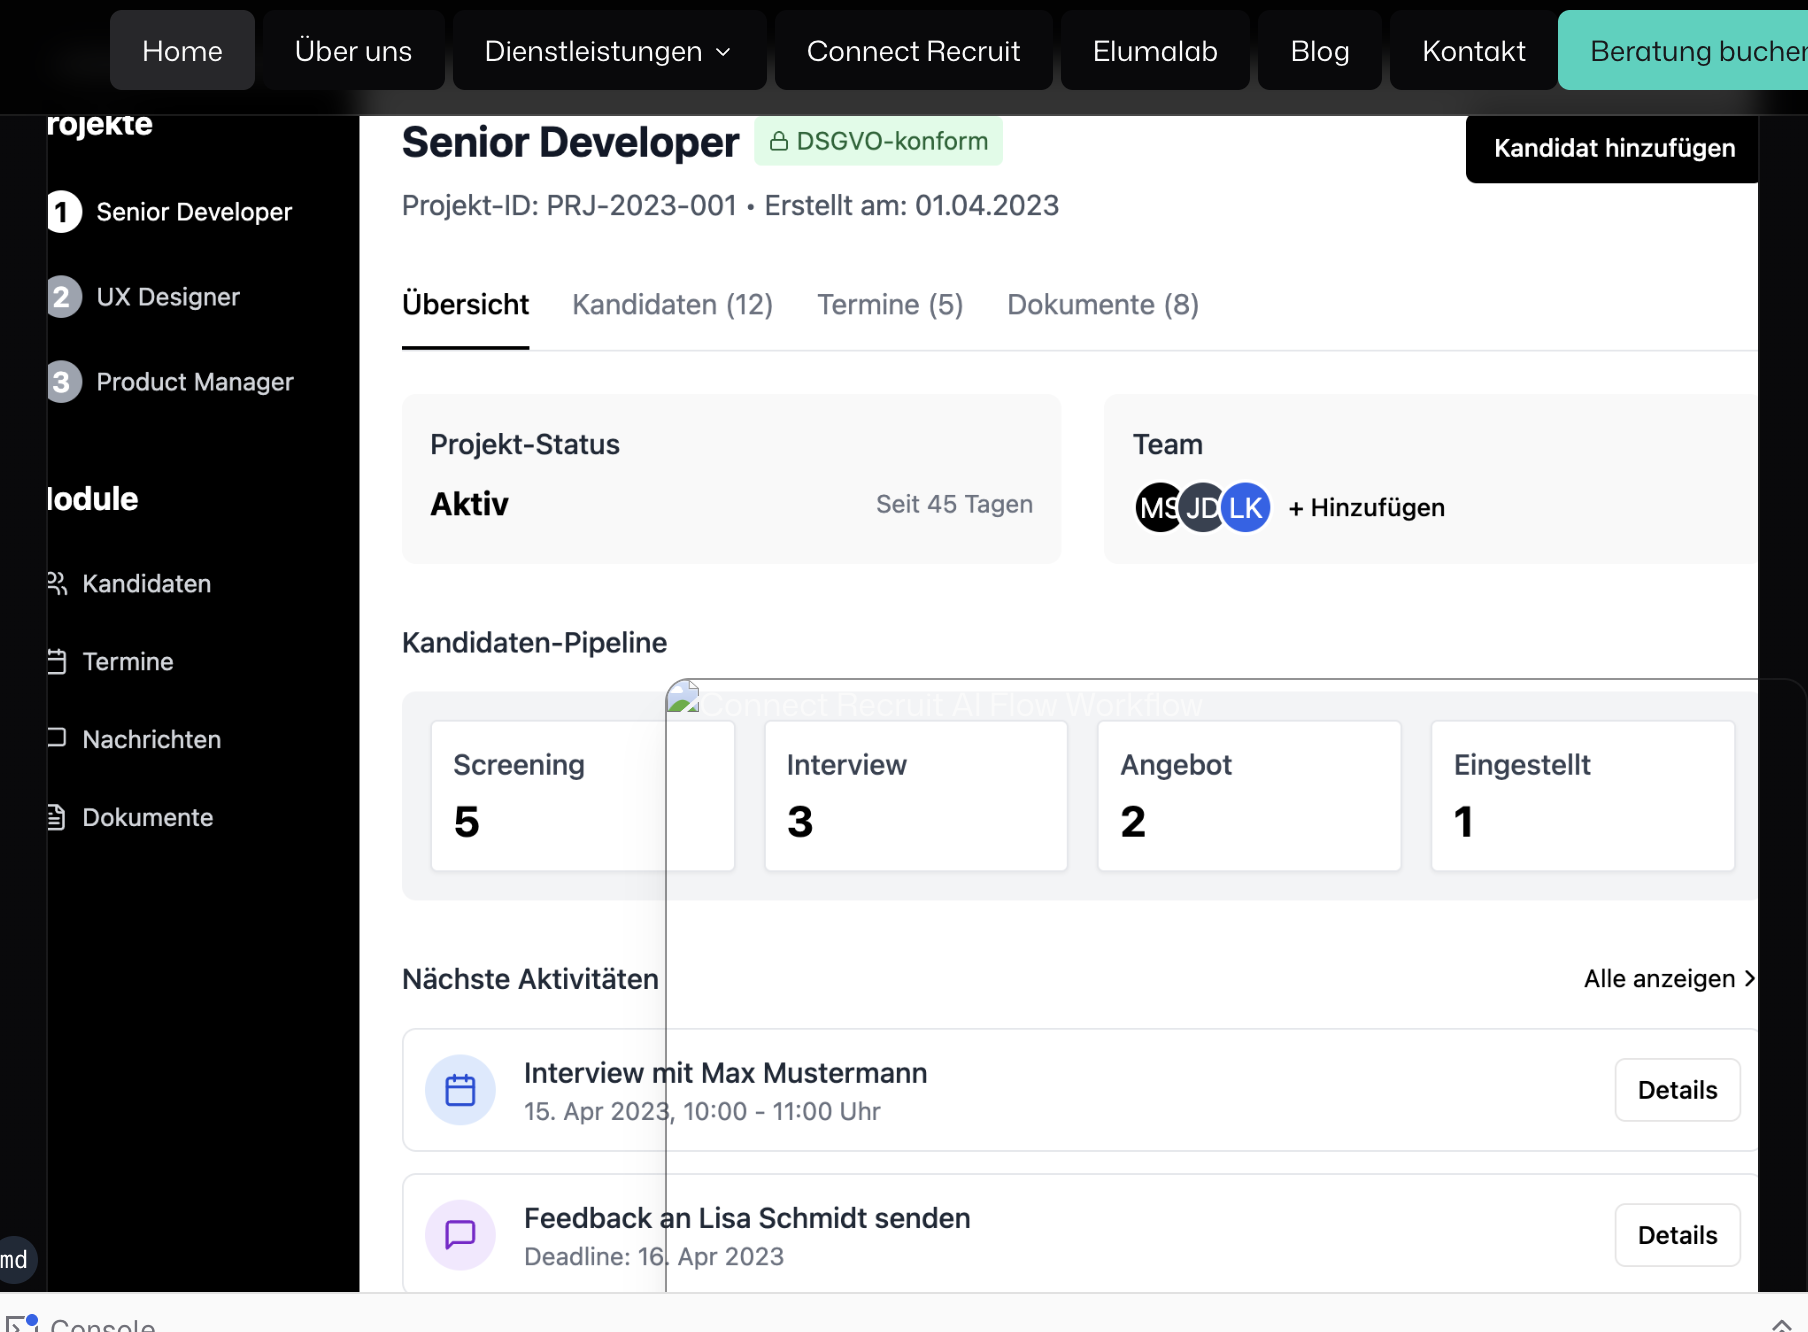 Home
Über uns
Dienstleistungen
Connect Recruit
Elumalab
Blog
Kontakt
Beratung bucher
rojekte
1 Senior Developer
2 UX Designer
3 Product Manager
lodule
Kandidaten
Termine
Nachrichten
Dokumente
Senior Developer
DSGVO-konform
Kandidat hinzufügen
Projekt-ID: PRJ-2023-001 • Erstellt am: 01.04.2023
Übersicht
Kandidaten (12)
Termine (5)
Dokumente (8)
Projekt-Status
Aktiv
Seit 45 Tagen
Team
MS JD LK + Hinzufügen
Kandidaten-Pipeline
Connect Recruit AI Flow Workflow
Screening
5
Interview
3
Angebot
2
Eingestellt
1
Nächste Aktivitäten
Alle anzeigen
Interview mit Max Mustermann
15. Apr 2023, 10:00 - 11:00 Uhr
Details
Feedback an Lisa Schmidt senden
Deadline: 16. Apr 2023
Details
md
Console